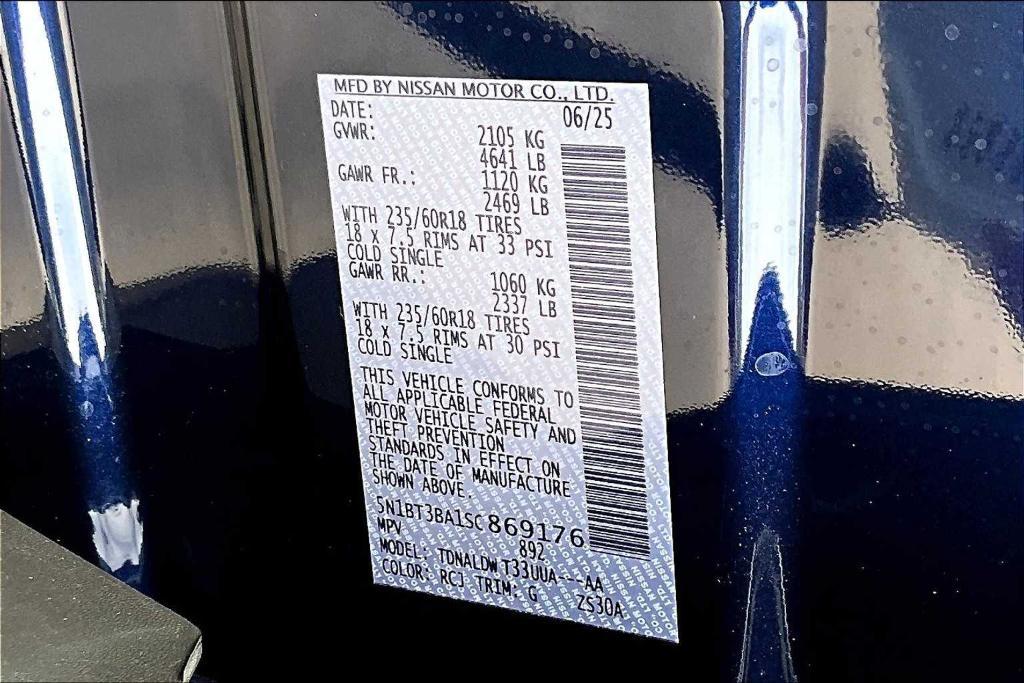 MFD BY NISSAN MOTOR CO., LTD.
DATE: 06/25
GVWR: 2105 KG
4641 LB
GAWR FR.: 1120 KG
2469 LB
WITH 235/60R18 TIRES
18 x 7.5 RIMS AT 33 PSI
COLD SINGLE
GAWR RR.: 1060 KG
2337 LB
WITH 235/60R18 TIRES
18 x 7.5 RIMS AT 30 PSI
COLD SINGLE
THIS VEHICLE CONFORMS TO
ALL APPLICABLE FEDERAL
MOTOR VEHICLE SAFETY AND
THEFT PREVENTION
STANDARDS IN EFFECT ON
THE DATE OF MANUFACTURE
SHOWN ABOVE.
5N1BT3BA1SC869176
MPV 892
MODEL: TDNALDW T33UUA---AA
COLOR: RCJ TRIM: G ZS30A